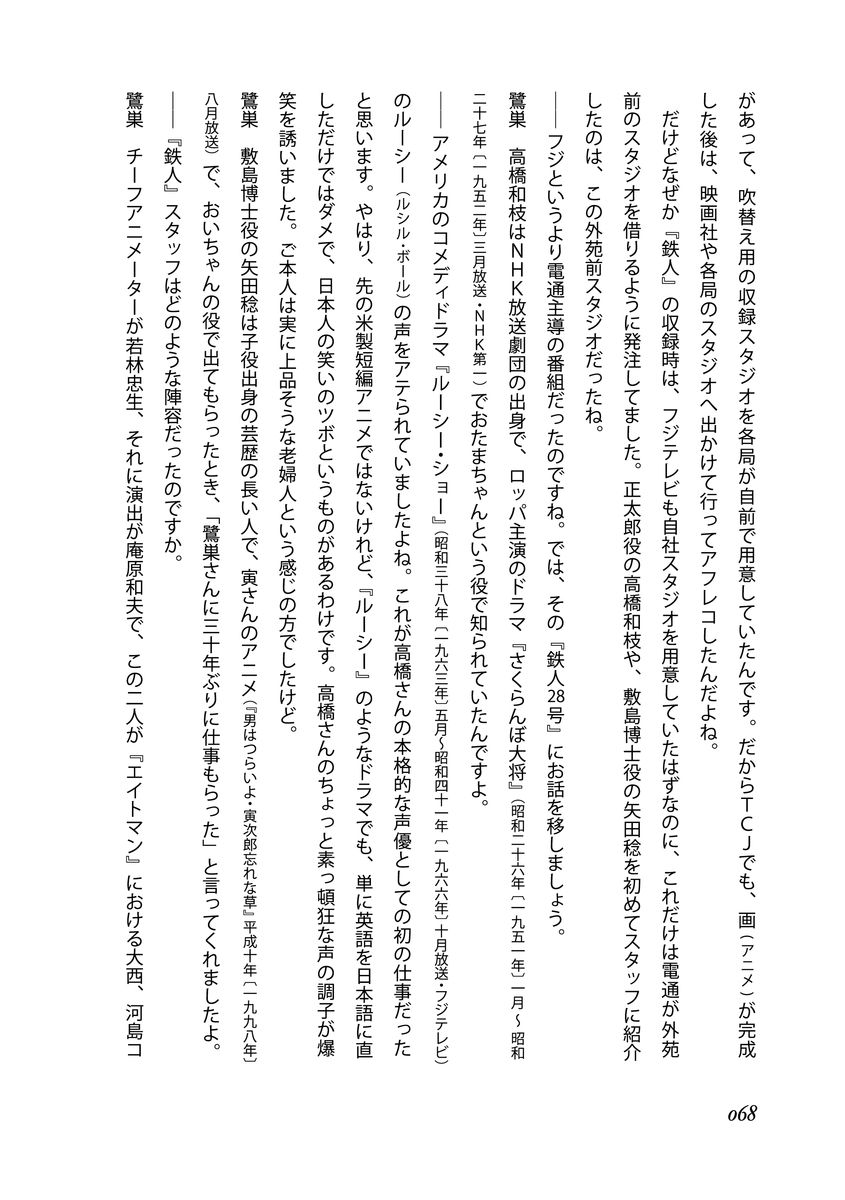 があって、吹替え用の収録スタジオを各局が自前で用意していたんです。だからＴＣＪでも、画（アニメ）が完成
した後は、映画社や各局のスタジオへ出かけて行ってアフレコしたんだよね。
　だけどなぜか『鉄人』の収録時は、フジテレビも自社スタジオを用意していたはずなのに、これだけは電通が外苑
前のスタジオを借りるように発注してました。正太郎役の高橋和枝や、敷島博士役の矢田稔を初めてスタッフに紹介
したのは、この外苑前スタジオだったね。
――フジというより電通主導の番組だったのですね。では、その『鉄人28号』にお話を移しましょう。
鷺巣　高橋和枝はＮＨＫ放送劇団の出身で、ロッパ主演のドラマ『さくらんぼ大将』（昭和二十六年〔一九五一年〕一月～昭和
二十七年〔一九五二年〕三月放送・ＮＨＫ第一）でおたまちゃんという役で知られていたんですよ。
――アメリカのコメディドラマ『ルーシー・ショー』（昭和三十八年〔一九六三年〕五月～昭和四十一年〔一九六六年〕十月放送・フジテレビ）
のルーシー（ルシル・ボール）の声をアテられていましたよね。これが高橋さんの本格的な声優としての初の仕事だった
と思います。やはり、先の米製短編アニメではないけれど、『ルーシー』のようなドラマでも、単に英語を日本語に直
しただけではダメで、日本人の笑いのツボというものがあるわけです。高橋さんのちょっと素っ頓狂な声の調子が爆
笑を誘いました。ご本人は実に上品そうな老婦人という感じの方でしたけど。
鷺巣　敷島博士役の矢田稔は子役出身の芸歴の長い人で、寅さんのアニメ（『男はつらいよ・寅次郎忘れな草』平成十年〔一九九八年〕
八月放送）で、おいちゃんの役で出てもらったとき、「鷺巣さんに三十年ぶりに仕事もらった」と言ってくれましたよ。
――『鉄人』スタッフはどのような陣容だったのですか。
鷺巣　チーフアニメーターが若林忠生、それに演出が庵原和夫で、この二人が『エイトマン』における大西、河島コ
068